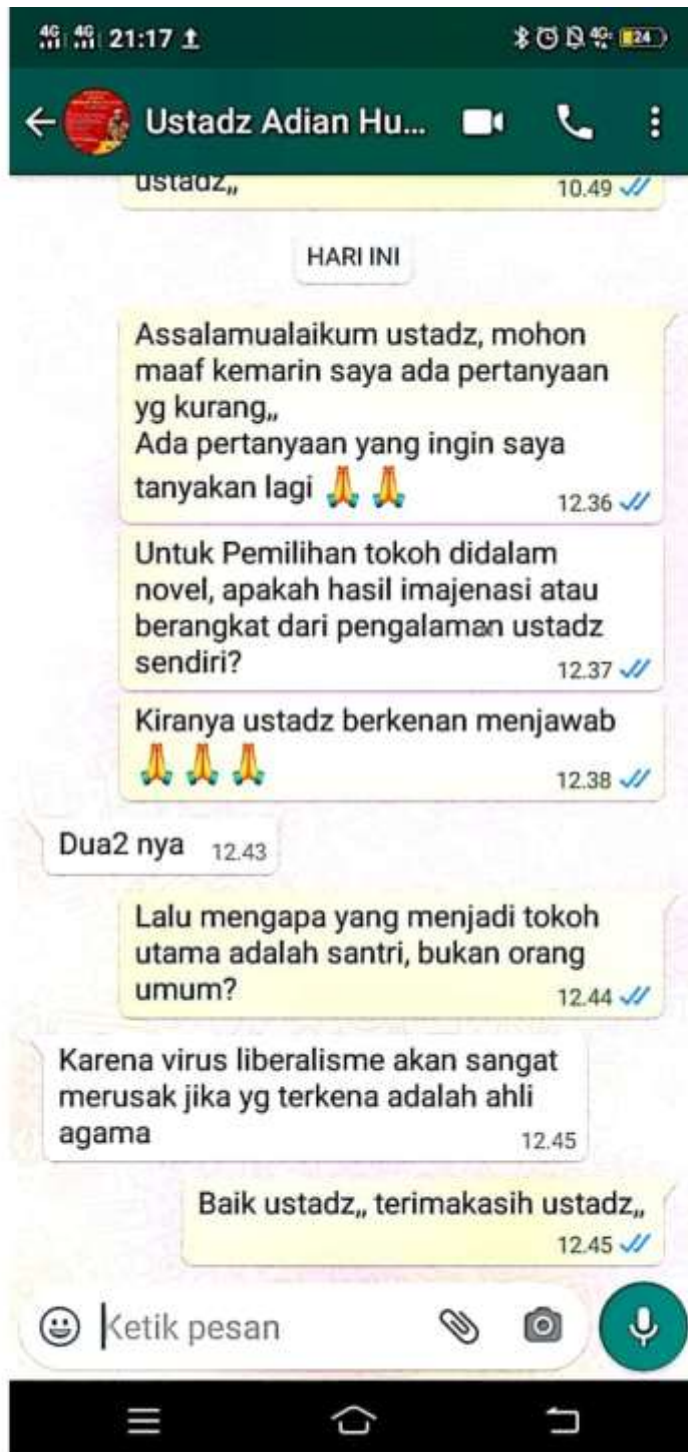 4G 4G 21:17 4G 24
Ustadz Adian Hu...
ustadz,, 10.49
HARI INI
Assalamualaikum ustadz, mohon
maaf kemarin saya ada pertanyaan
yg kurang,,
Ada pertanyaan yang ingin saya
tanyakan lagi 🙏 🙏 12.36
Untuk Pemilihan tokoh didalam
novel, apakah hasil imajenasi atau
berangkat dari pengalaman ustadz
sendiri? 12.37
Kiranya ustadz berkenan menjawab
🙏 🙏 🙏 12.38
Dua2 nya 12.43
Lalu mengapa yang menjadi tokoh
utama adalah santri, bukan orang
umum? 12.44
Karena virus liberalisme akan sangat
merusak jika yg terkena adalah ahli
agama 12.45
Baik ustadz,, terimakasih ustadz,,
12.45
Ketik pesan